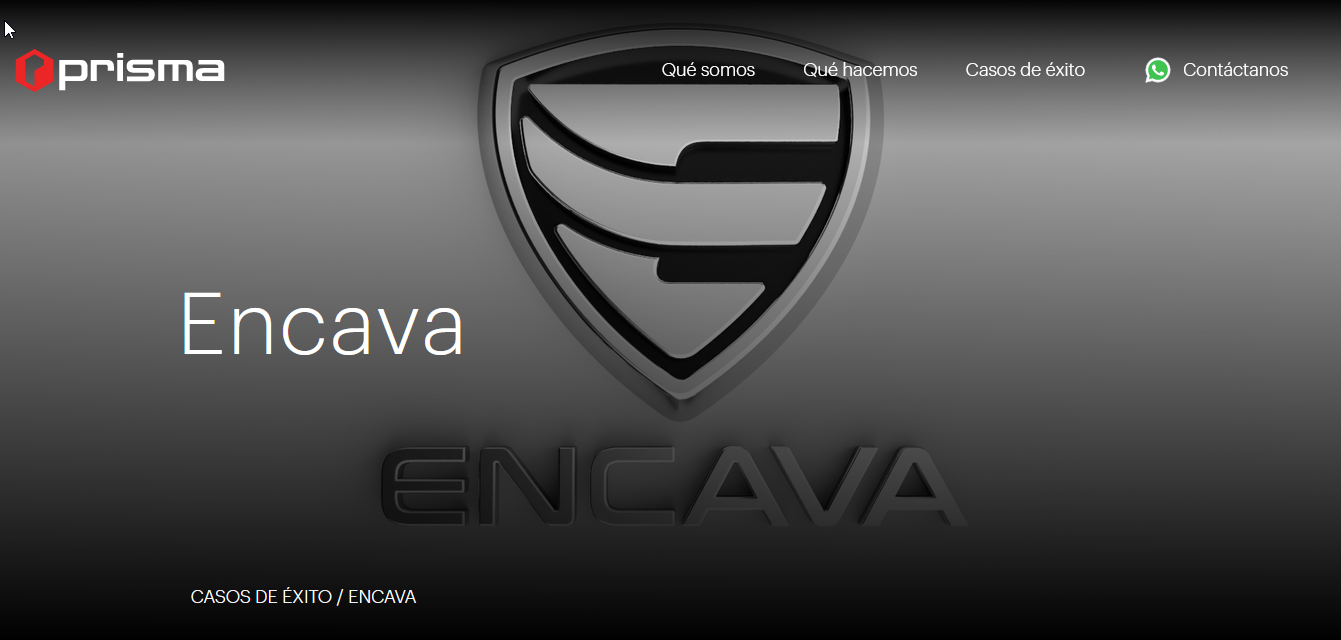 prisma
Qué somos
Qué hacemos
Casos de éxito
Contáctanos
Encava
ENCAVA
CASOS DE ÉXITO / ENCAVA